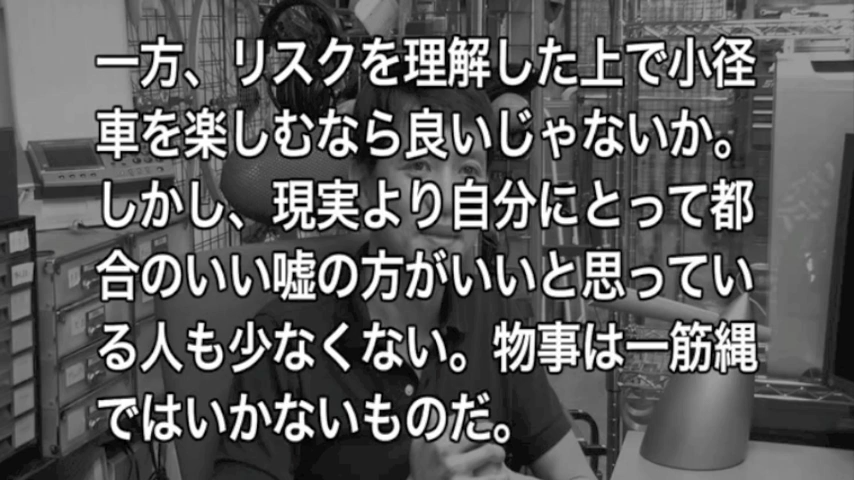 一方、リスクを理解した上で小径
車を楽しむなら良いじゃないか。
しかし、現実より自分にとって都
合のいい嘘の方がいいと思ってい
る人も少なくない。物事は一筋縄
ではいかないものだ。